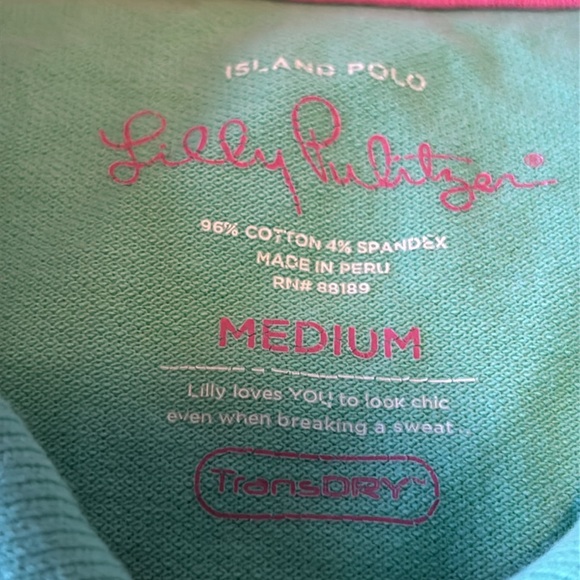 ISLAND POLO
Lilly Pulitzer®
96% COTTON 4% SPANDEX
MADE IN PERU
RN# 88189
MEDIUM
Lilly loves YOU to look chic
even when breaking a sweat...
TransDRY™